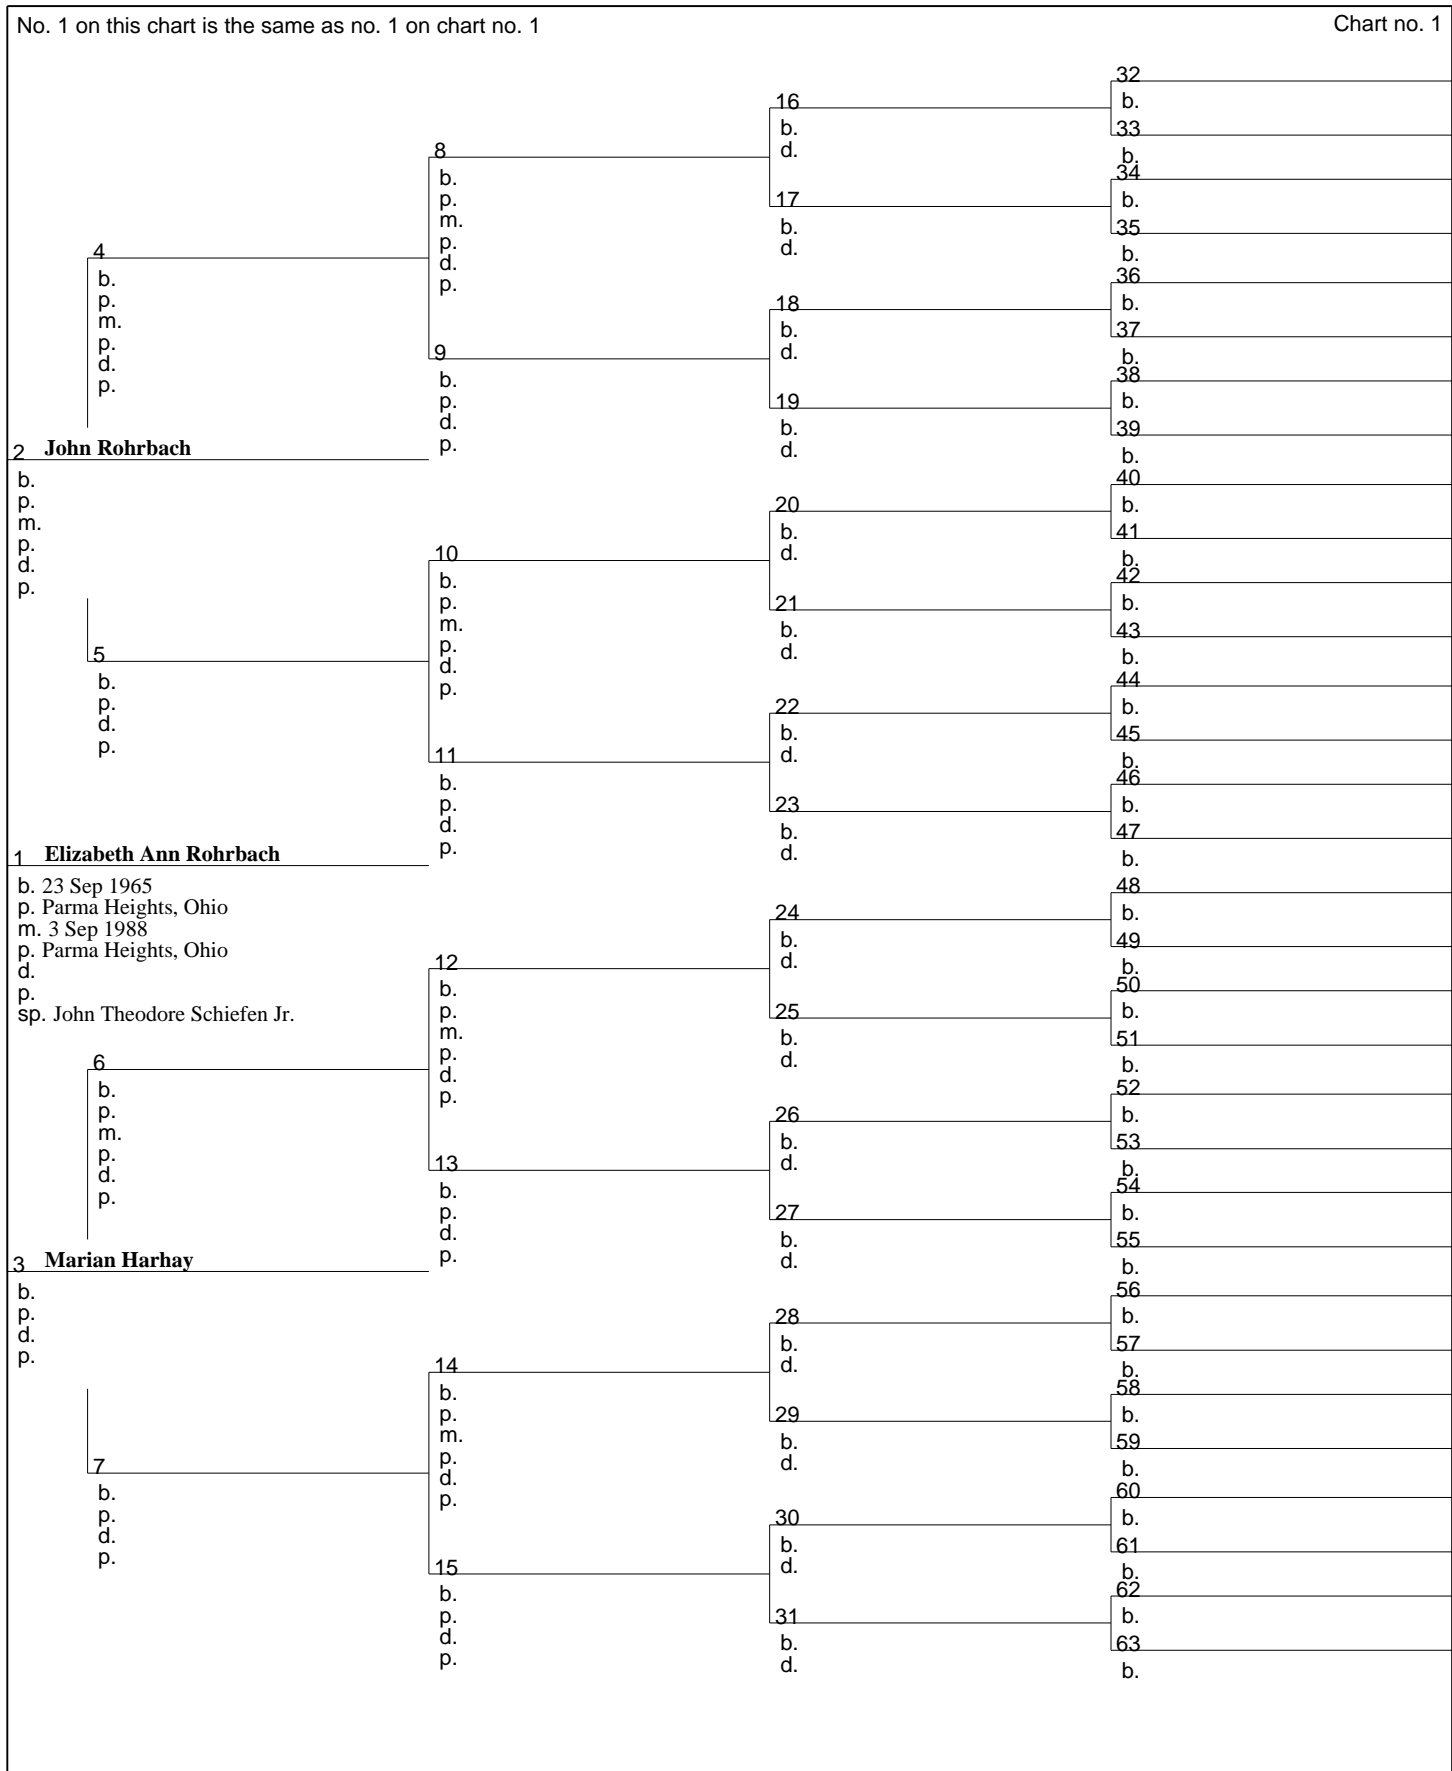 No. 1 on this chart is the same as no. 1 on chart no. 1
Chart no. 1
2 John Rohrbach
b.
p.
m.
p.
d.
p.
1 Elizabeth Ann Rohrbach
b. 23 Sep 1965
p. Parma Heights, Ohio
m. 3 Sep 1988
p. Parma Heights, Ohio
d.
p.
sp. John Theodore Schiefen Jr.
3 Marian Harhay
b.
p.
d.
p.
4
b.
p.
m.
p.
d.
p.
5
b.
p.
d.
p.
6
b.
p.
m.
p.
d.
p.
7
b.
p.
d.
p.
8
b.
p.
m.
p.
d.
p.
9
b.
p.
d.
p.
10
b.
p.
m.
p.
d.
p.
11
b.
p.
d.
p.
12
b.
p.
m.
p.
d.
p.
13
b.
p.
d.
p.
14
b.
p.
m.
p.
d.
p.
15
b.
p.
d.
p.
16
b.
d.
17
b.
d.
18
b.
d.
19
b.
d.
20
b.
d.
21
b.
d.
22
b.
d.
23
b.
d.
24
b.
d.
25
b.
d.
26
b.
d.
27
b.
d.
28
b.
d.
29
b.
d.
30
b.
d.
31
b.
d.
32
b.
33
b.
34
b.
35
b.
36
b.
37
b.
38
b.
39
b.
40
b.
41
b.
42
b.
43
b.
44
b.
45
b.
46
b.
47
b.
48
b.
49
b.
50
b.
51
b.
52
b.
53
b.
54
b.
55
b.
56
b.
57
b.
58
b.
59
b.
60
b.
61
b.
62
b.
63
b.